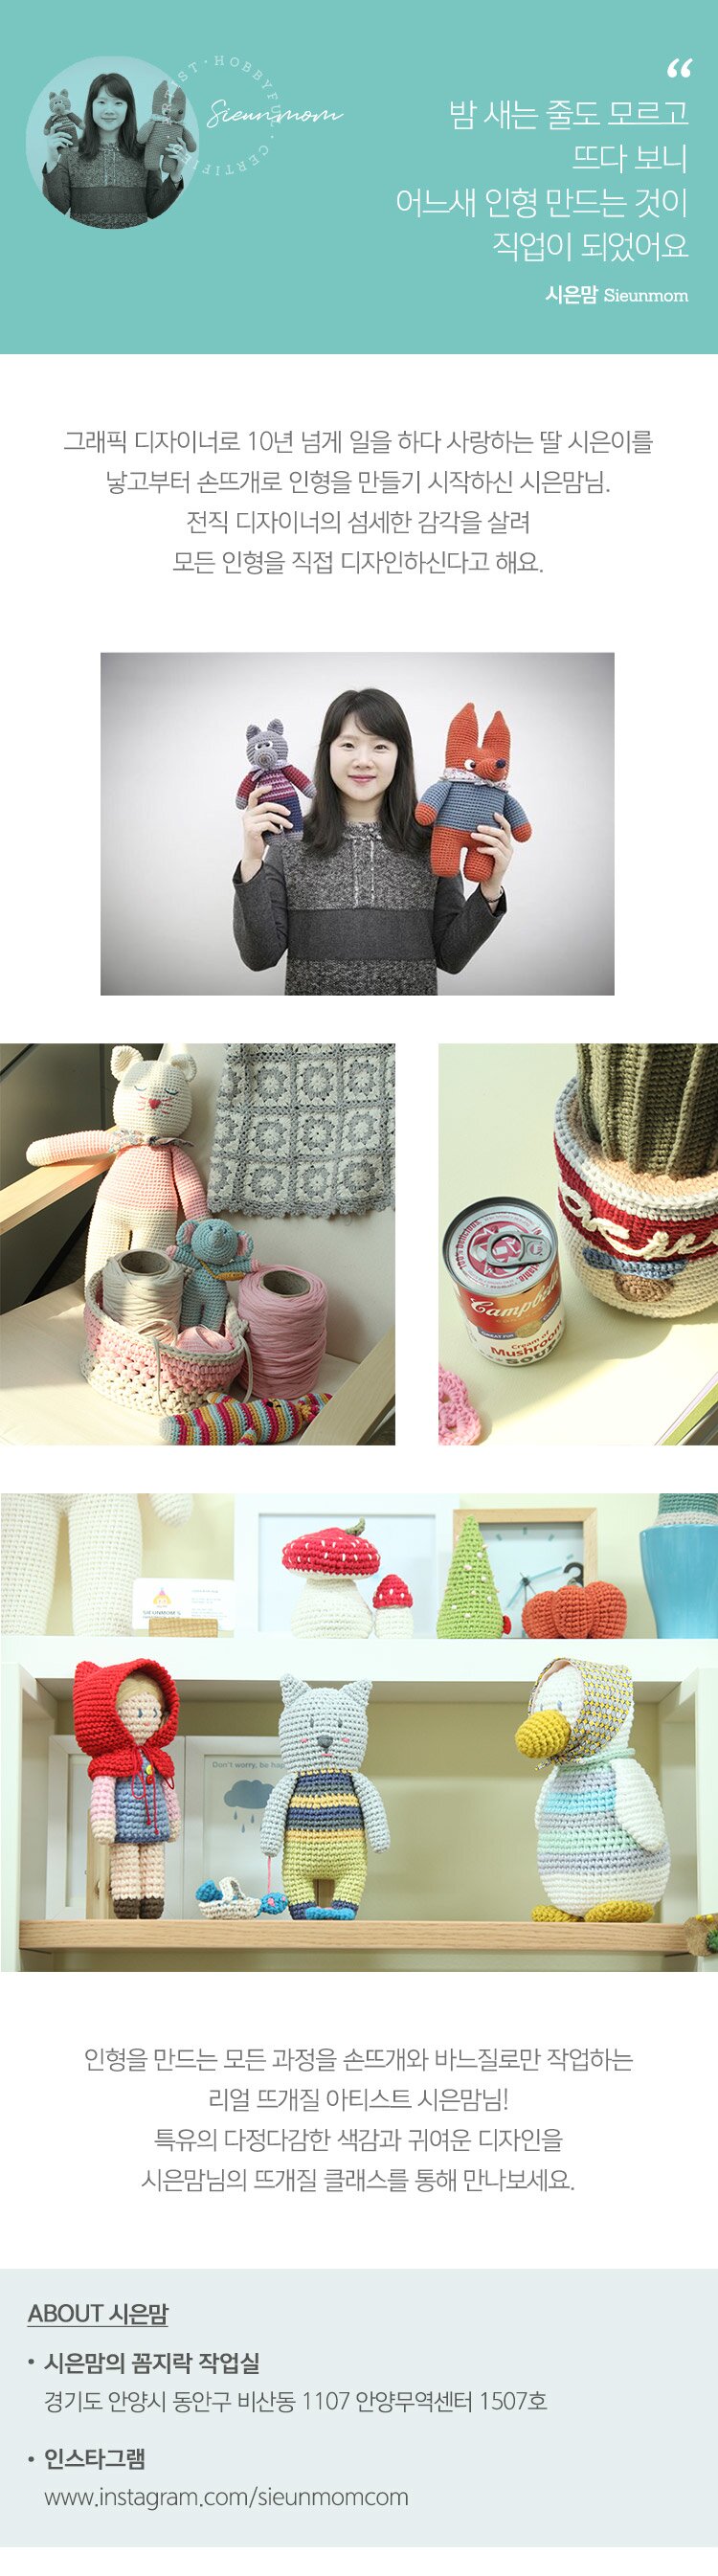 ARTIST · HOBBYFUL · CERTIFIED
Sieunmom
“
밤 새는 줄도 모르고
뜨다 보니
어느새 인형 만드는 것이
직업이 되었어요
시은맘 Sieunmom
그래픽 디자이너로 10년 넘게 일을 하다 사랑하는 딸 시은이를
낳고부터 손뜨개로 인형을 만들기 시작하신 시은맘님.
전직 디자이너의 섬세한 감각을 살려
모든 인형을 직접 디자인하신다고 해요.
Campbell's
Cream of
Mushroom
SOUP
SIEUNMOM'S
3
Don't worry, be hap
인형을 만드는 모든 과정을 손뜨개와 바느질로만 작업하는
리얼 뜨개질 아티스트 시은맘님!
특유의 다정다감한 색감과 귀여운 디자인을
시은맘님의 뜨개질 클래스를 통해 만나보세요.
ABOUT 시은맘
• 시은맘의 꼼지락 작업실
경기도 안양시 동안구 비산동 1107 안양무역센터 1507호
• 인스타그램
www.instagram.com/sieunmomcom